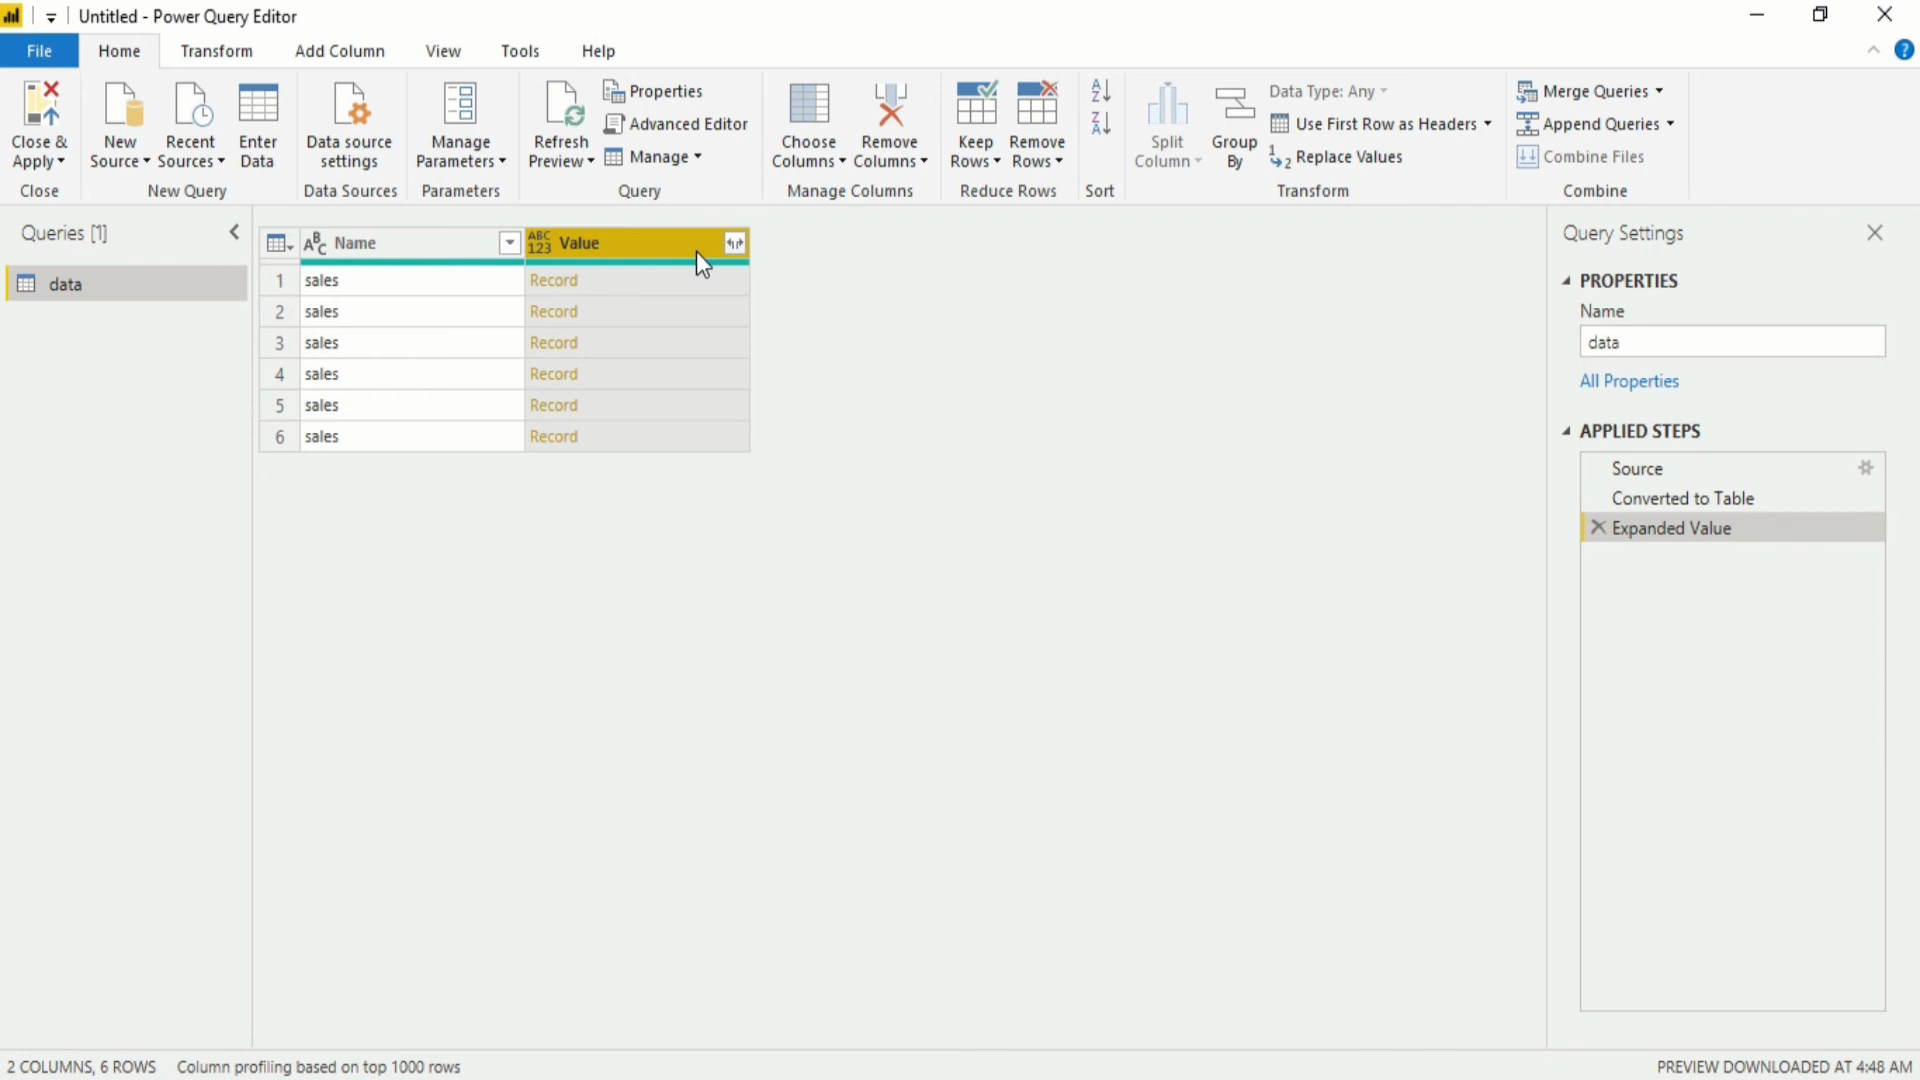 Untitled - Power Query Editor
File Home Transform Add Column View Tools Help
Close & Apply
Close
New Source
Recent Sources
Enter Data
New Query
Data source settings
Data Sources
Manage Parameters
Parameters
Refresh Preview
Properties
Advanced Editor
Manage
Query
Choose Columns
Remove Columns
Manage Columns
Keep Rows
Remove Rows
Reduce Rows
Sort
Split Column
Group By
Data Type: Any
Use First Row as Headers
Replace Values
Transform
Merge Queries
Append Queries
Combine Files
Combine
Queries [1]
data
ABC Name ABC 123 Value
1 sales Record
2 sales Record
3 sales Record
4 sales Record
5 sales Record
6 sales Record
Query Settings
PROPERTIES
Name
data
All Properties
APPLIED STEPS
Source
Converted to Table
Expanded Value
2 COLUMNS, 6 ROWS Column profiling based on top 1000 rows
PREVIEW DOWNLOADED AT 4:48 AM